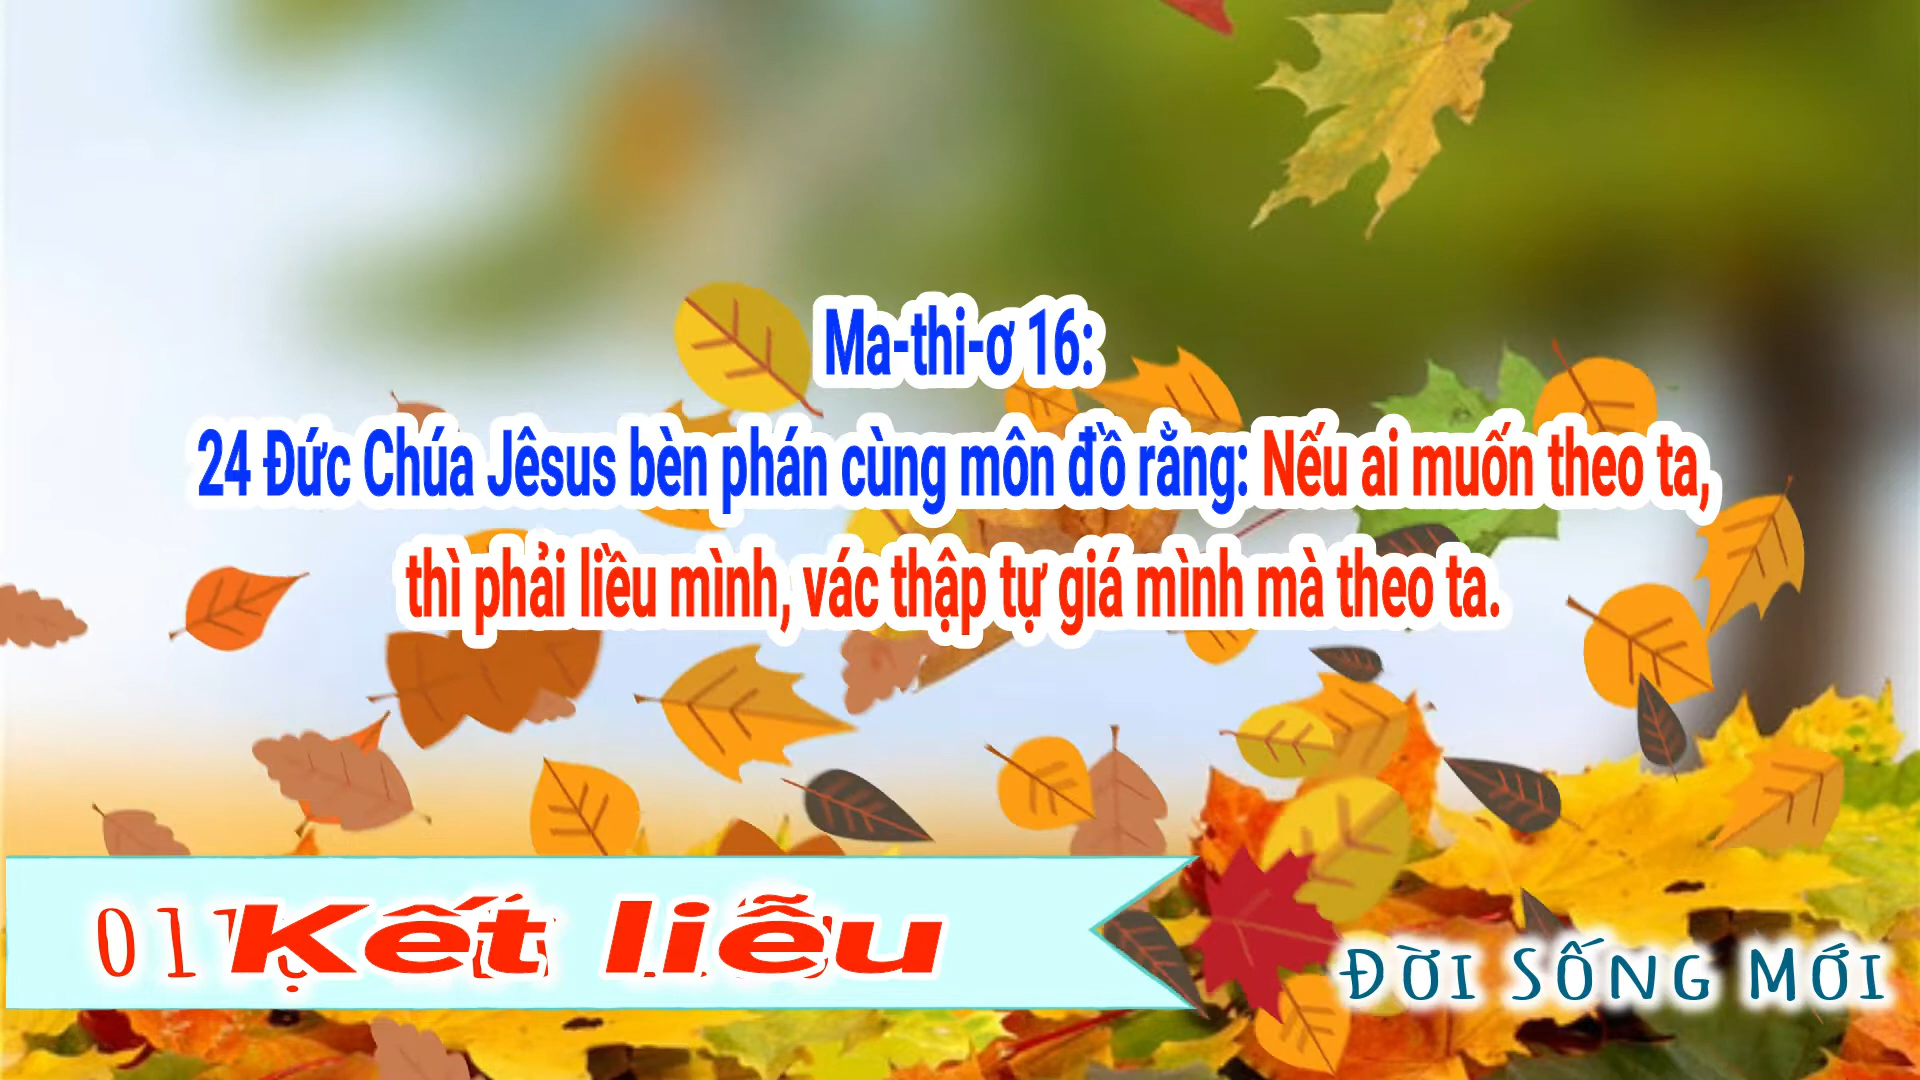 Ma-thi-ơ 16:
24 Đức Chúa Jêsus bèn phán cùng môn đồ rằng: Nếu ai muốn theo ta,
thì phải liều mình, vác thập tự giá mình mà theo ta.
Kết liễu
ĐỜI SỐNG MỚI